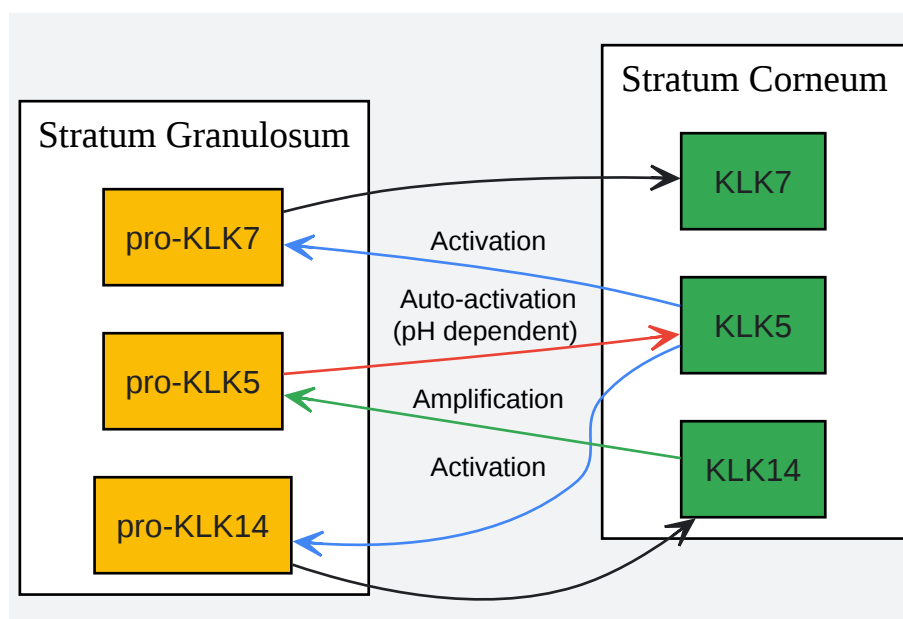 Stratum Granulosum
pro-KLK7
pro-KLK5
pro-KLK14
Activation
Auto-activation
(pH dependent)
Amplification
Activation
Stratum Corneum
KLK7
KLK5
KLK14